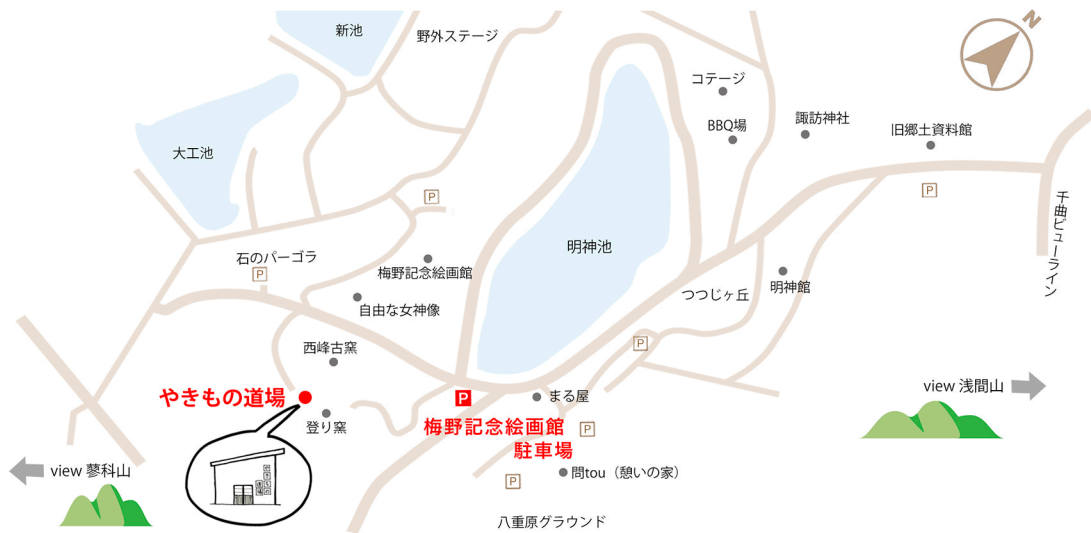 N
新池
野外ステージ
コテージ
BBQ場
諏訪神社
旧郷土資料館
P
千曲ビューライン
大工池
P
石のパーゴラ
P
梅野記念絵画館
自由な女神像
明神池
つつじヶ丘
明神館
P
西峰古窯
やきもの道場
登り窯
P
梅野記念絵画館
駐車場
まる屋
P
P
問tou（憩いの家）
八重原グラウンド
view 蓼科山
view 浅間山